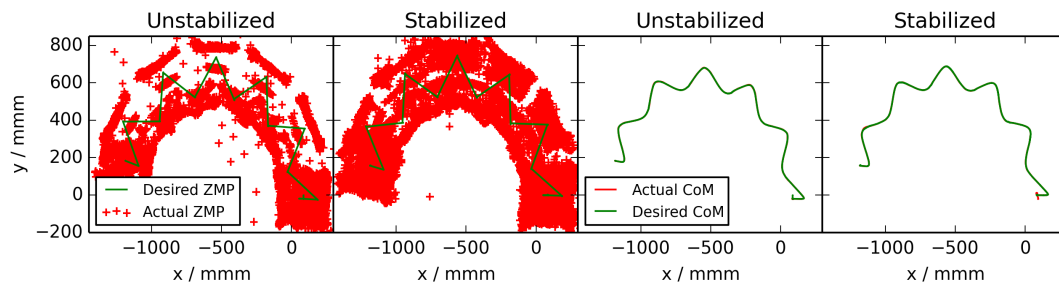 Unstabilized
Stabilized
Unstabilized
Stabilized
800
600
400
200
0
−200
y / mmm
Desired ZMP
Actual ZMP
Actual CoM
Desired CoM
−1000 −500 0
−1000 −500 0
−1000 −500 0
−1000 −500 0
x / mmm
x / mmm
x / mmm
x / mmm